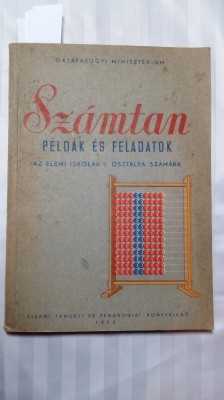 OKTATÁSÜGYI MINISZTÉRIUM
Számtan
PÉLDÁK ÉS FELADATOK
AZ ELEMI ISKOLÁK I. OSZTÁLYA SZÁMÁRA
ÁLLAMI TANÜGYI ÉS PEDAGÓGIAI KÖNYVKIADÓ